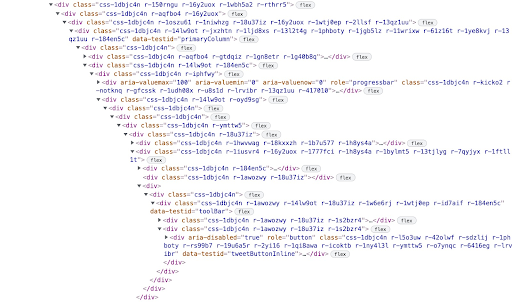 ▼<div class="css-1dbjc4n r-150rngu r-16y2uox r-1wbh5a2 r-rthrr5"> flex
▼<div class="css-1dbjc4n r-aqfbo4 r-16y2uox"> flex
▼<div class="css-1dbjc4n r-1oszu61 r-1niwhzg r-18u37iz r-16y2uox r-1wtj0ep r-2llsf r-13qz1uu"> flex
▼<div class="css-1dbjc4n r-14lw9ot r-jxzhtn r-1ljd8xs r-13l2t4g r-1phboty r-1jgb5lz r-11wrixw r-61z16t r-1ye8kvj r-13
qz1uu r-184en5c" data-testid="primaryColumn"> flex
▼<div class="css-1dbjc4n"> flex
▶<div class="css-1dbjc4n r-aqfbo4 r-gtdqiz r-1gn8etr r-1g40b8q">…</div> flex
▼<div class="css-1dbjc4n r-14lw9ot r-184en5c"> flex
▼<div class="css-1dbjc4n r-iphfwy"> flex
▶<div aria-valuemax="100" aria-valuemin="0" aria-valuenow="0" role="progressbar" class="css-1dbjc4n r-kicko2 r
-notknq r-gfcssk r-1udh08x r-u8s1d r-lrvibr r-13qz1uu r-417010">…</div> flex
▼<div class="css-1dbjc4n r-14lw9ot r-oyd9sg"> flex
▼<div class="css-1dbjc4n"> flex
▼<div class="css-1dbjc4n"> flex
▼<div class="css-1dbjc4n r-ymttw5"> flex
▼<div class="css-1dbjc4n r-18u37iz"> flex
▶<div class="css-1dbjc4n r-1hwvwag r-18kxxzh r-1b7u577 r-1h8ys4a">…</div> flex
▼<div class="css-1dbjc4n r-1iusvr4 r-16y2uox r-1777fci r-1h8ys4a r-1bylmt5 r-13tjlyg r-7qyjyx r-1ftll
1t"> flex
▶<div class="css-1dbjc4n r-184en5c">…</div> flex
<div class="css-1dbjc4n r-1awozwy r-18u37iz"></div> flex
▼<div>
▼<div class="css-1dbjc4n"> flex
▼<div class="css-1dbjc4n r-1awozwy r-14lw9ot r-18u37iz r-1w6e6rj r-1wtj0ep r-id7aif r-184en5c"
data-testid="toolBar"> flex
▶<div class="css-1dbjc4n r-1awozwy r-18u37iz r-1s2bzr4">…</div> flex
▼<div class="css-1dbjc4n r-1awozwy r-18u37iz r-1s2bzr4"> flex
▶<div aria-disabled="true" role="button" class="css-1dbjc4n r-l5o3uw r-42olwf r-sdzlij r-1ph
boty r-rs99b7 r-19u6a5r r-2yi16 r-1qi8awa r-icoktb r-1ny4l3l r-ymttw5 r-o7ynqc r-6416eg r-lrv
ibr" data-testid="tweetButtonInline">…</div> flex
</div>
</div>
</div>
</div>